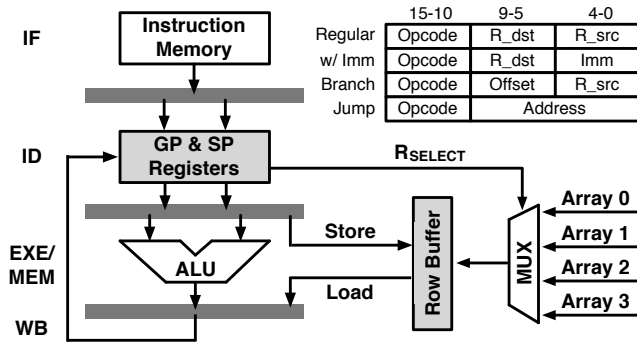 15-10 9-5 4-0
Regular Opcode R_dst R_src
w/ Imm Opcode R_dst Imm
Branch Opcode Offset R_src
Jump Opcode Address
IF
Instruction
Memory
ID
GP & SP
Registers
RSELECT
EXE/
MEM
ALU
Store
Load
Row Buffer
MUX
Array 0
Array 1
Array 2
Array 3
WB